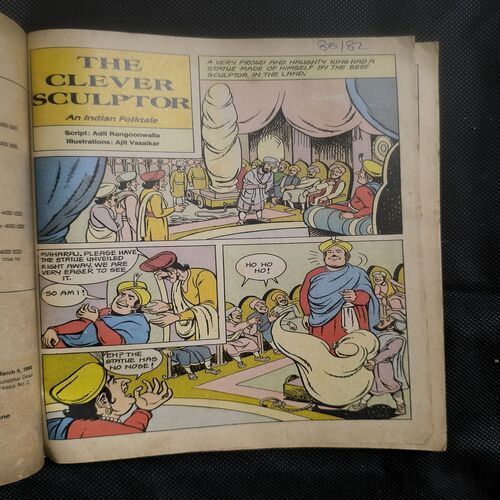 80/82
THE
CLEVER
SCULPTOR
An Indian Folktale
Script: Adil Rangoonwalla
Illustrations: Ajit Vasaikar
A VERY PROUD AND HAUGHTY KING HAD A
STATUE MADE OF HIMSELF BY THE BEST
SCULPTOR IN THE LAND.
MAHARAJ, PLEASE HAVE
THE STATUE UNVEILED
RIGHT AWAY. WE ARE
VERY EAGER TO SEE
IT.
SO AM I!
HO HO
HO!
EH? THE
STATUE HAS
NO NOSE!
March 5, 1990